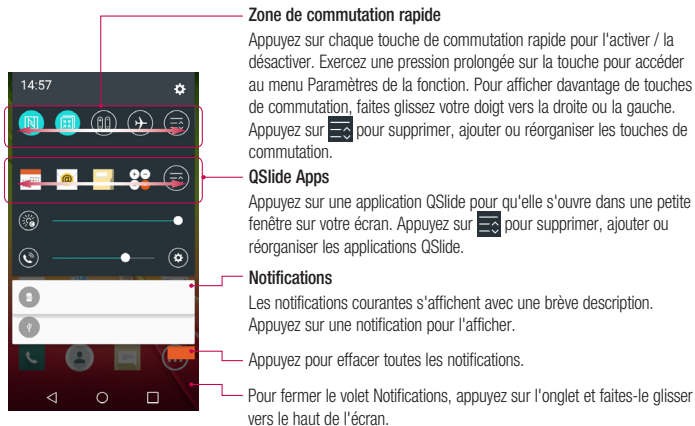 Zone de commutation rapide
Appuyez sur chaque touche de commutation rapide pour l'activer / la
désactiver. Exercez une pression prolongée sur la touche pour accéder
au menu Paramètres de la fonction. Pour afficher davantage de touches
de commutation, faites glissez votre doigt vers la droite ou la gauche.
Appuyez sur pour supprimer, ajouter ou réorganiser les touches de
commutation.
QSlide Apps
Appuyez sur une application QSlide pour qu'elle s'ouvre dans une petite
fenêtre sur votre écran. Appuyez sur pour supprimer, ajouter ou
réorganiser les applications QSlide.
Notifications
Les notifications courantes s'affichent avec une brève description.
Appuyez sur une notification pour l'afficher.
Appuyez pour effacer toutes les notifications.
Pour fermer le volet Notifications, appuyez sur l'onglet et faites-le glisser
vers le haut de l'écran.
14:57